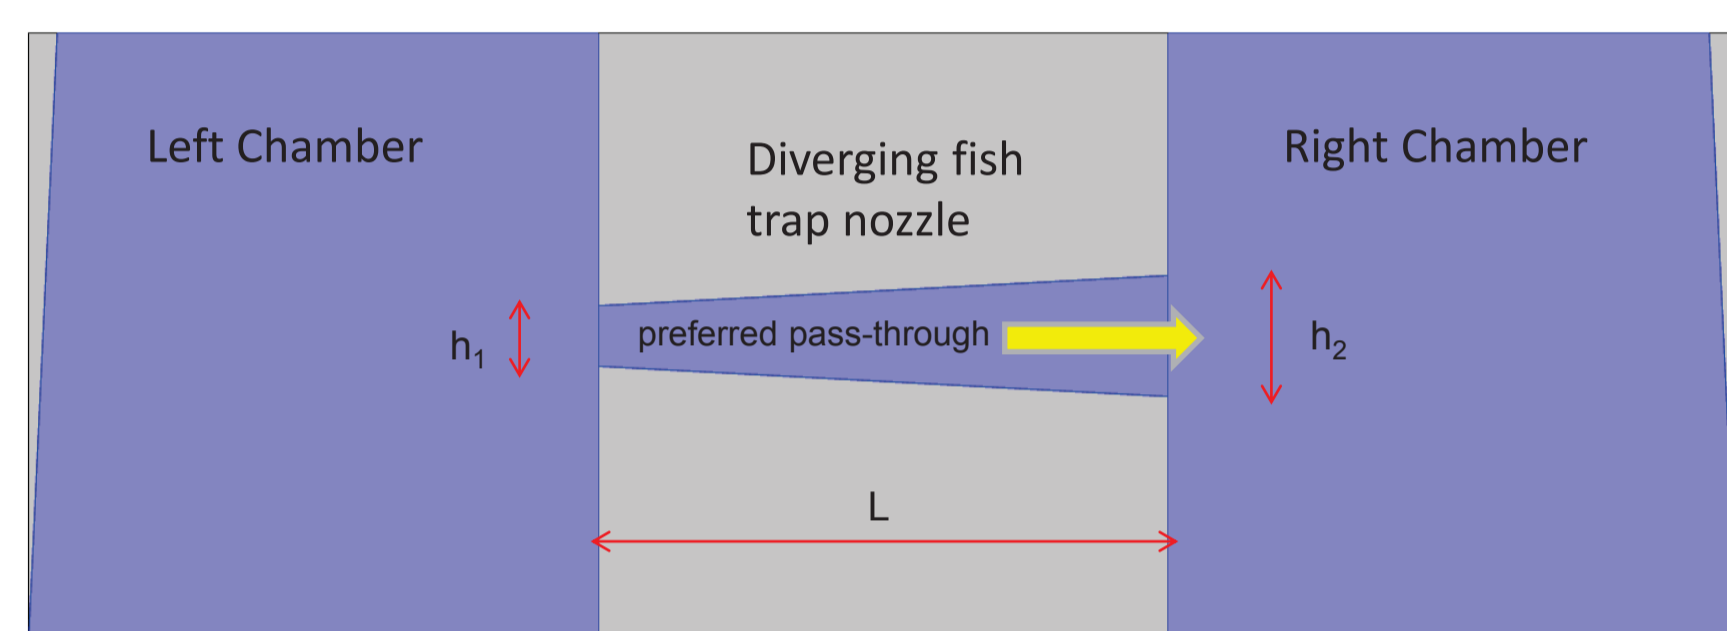 Left Chamber
Diverging fish
trap nozzle
Right Chamber
preferred pass-through
h₁
h₂
L